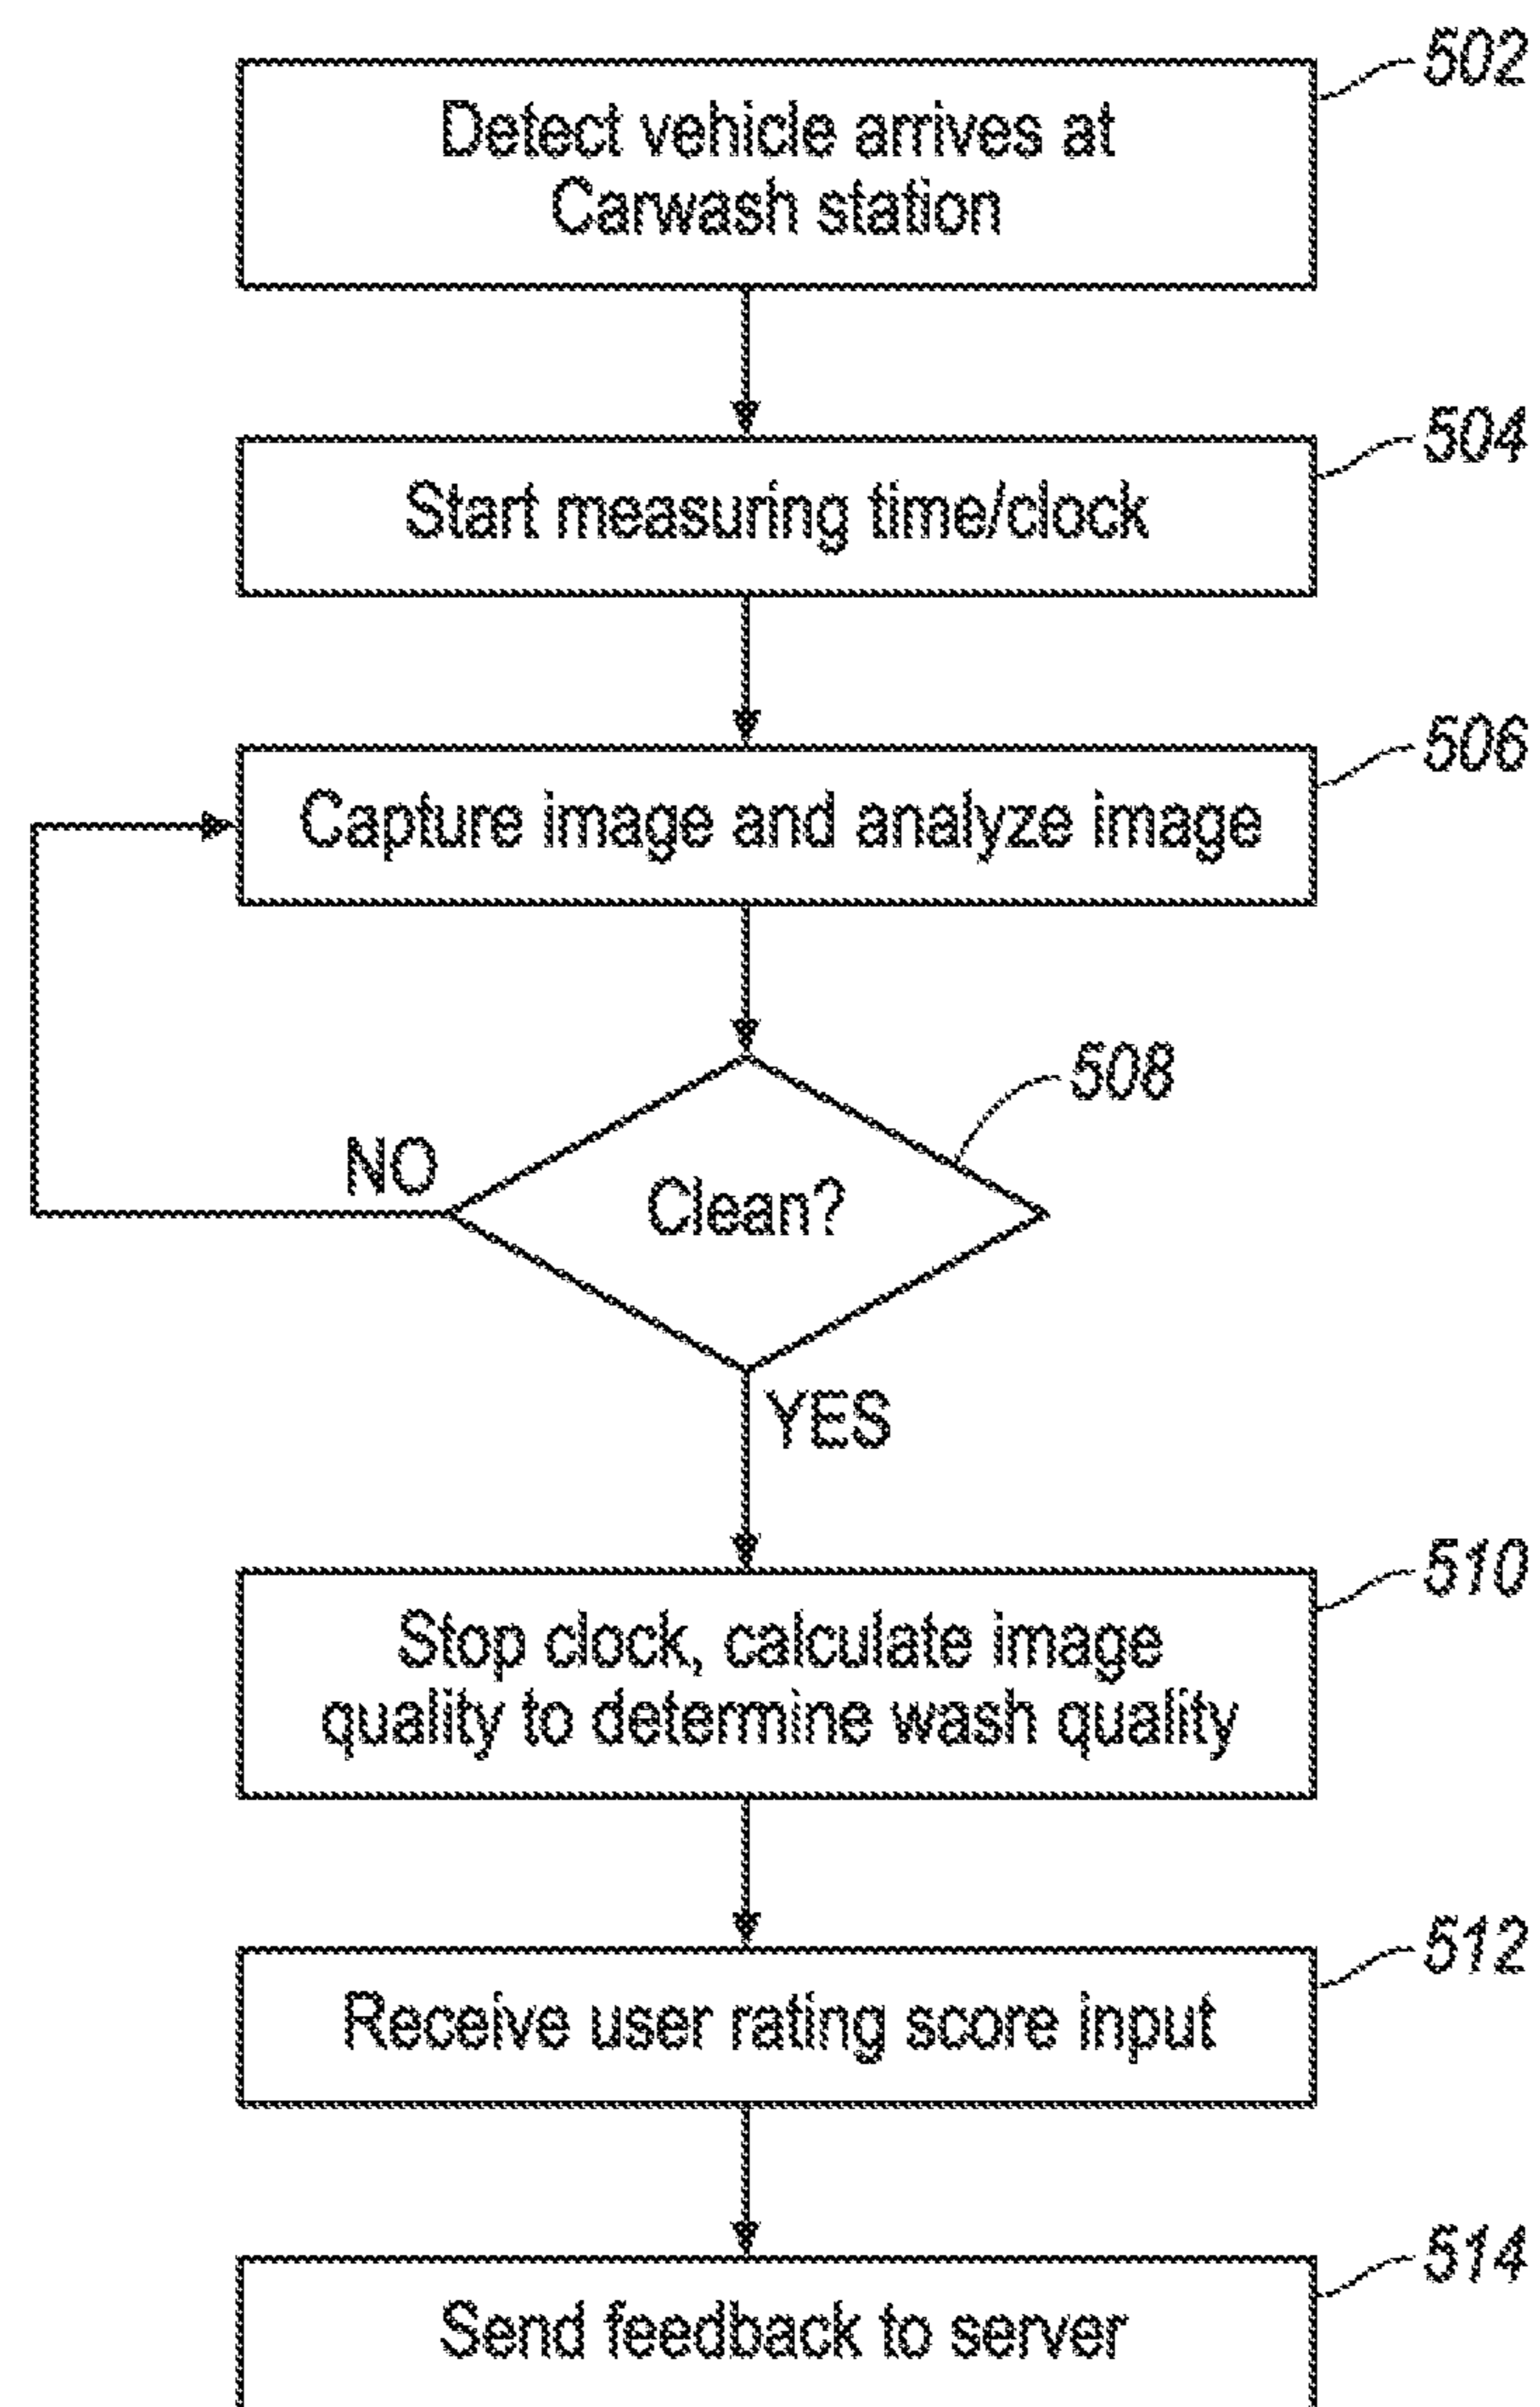 502
Detect vehicle arrives at
Carwash station
504
Start measuring time/clock
506
Capture image and analyze image
508
Clean?
NO
YES
510
Stop clock, calculate image
quality to determine wash quality
512
Receive user rating score input
514
Send feedback to server